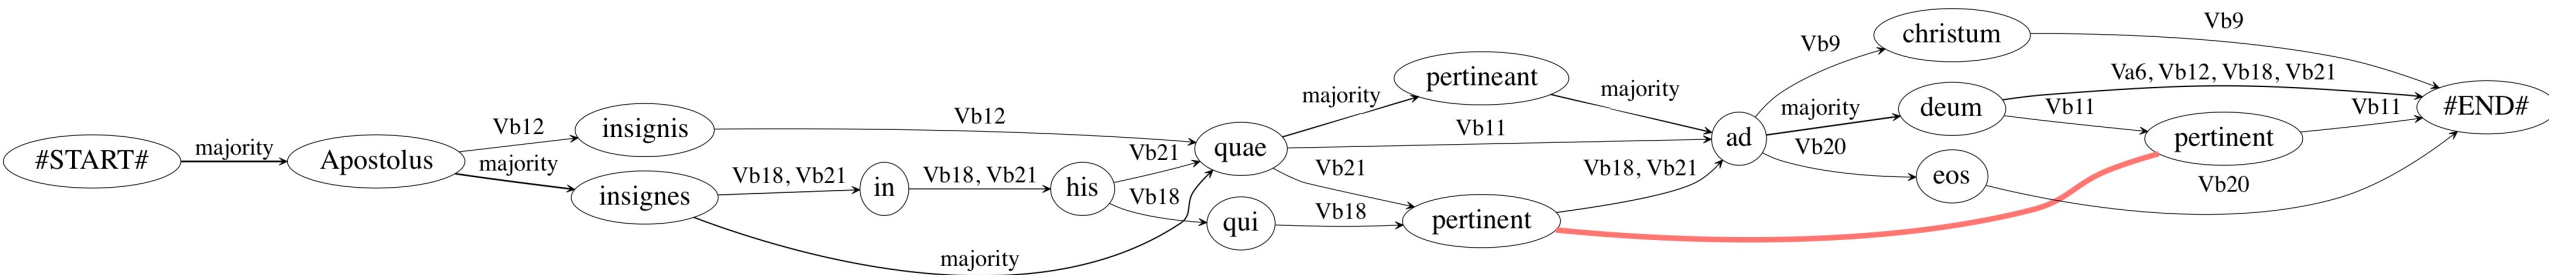 #START#
majority
Apostolus
Vb12
majority
insignis
insignes
Vb12
Vb18, Vb21
in
Vb18, Vb21
his
majority
Vb21
Vb18
quae
qui
majority
Vb11
Vb21
Vb18
pertineant
pertinent
majority
Vb18, Vb21
ad
Vb9
majority
Vb20
christum
deum
eos
Vb9
Va6, Vb12, Vb18, Vb21
Vb11
pertinent
Vb11
Vb20
#END#